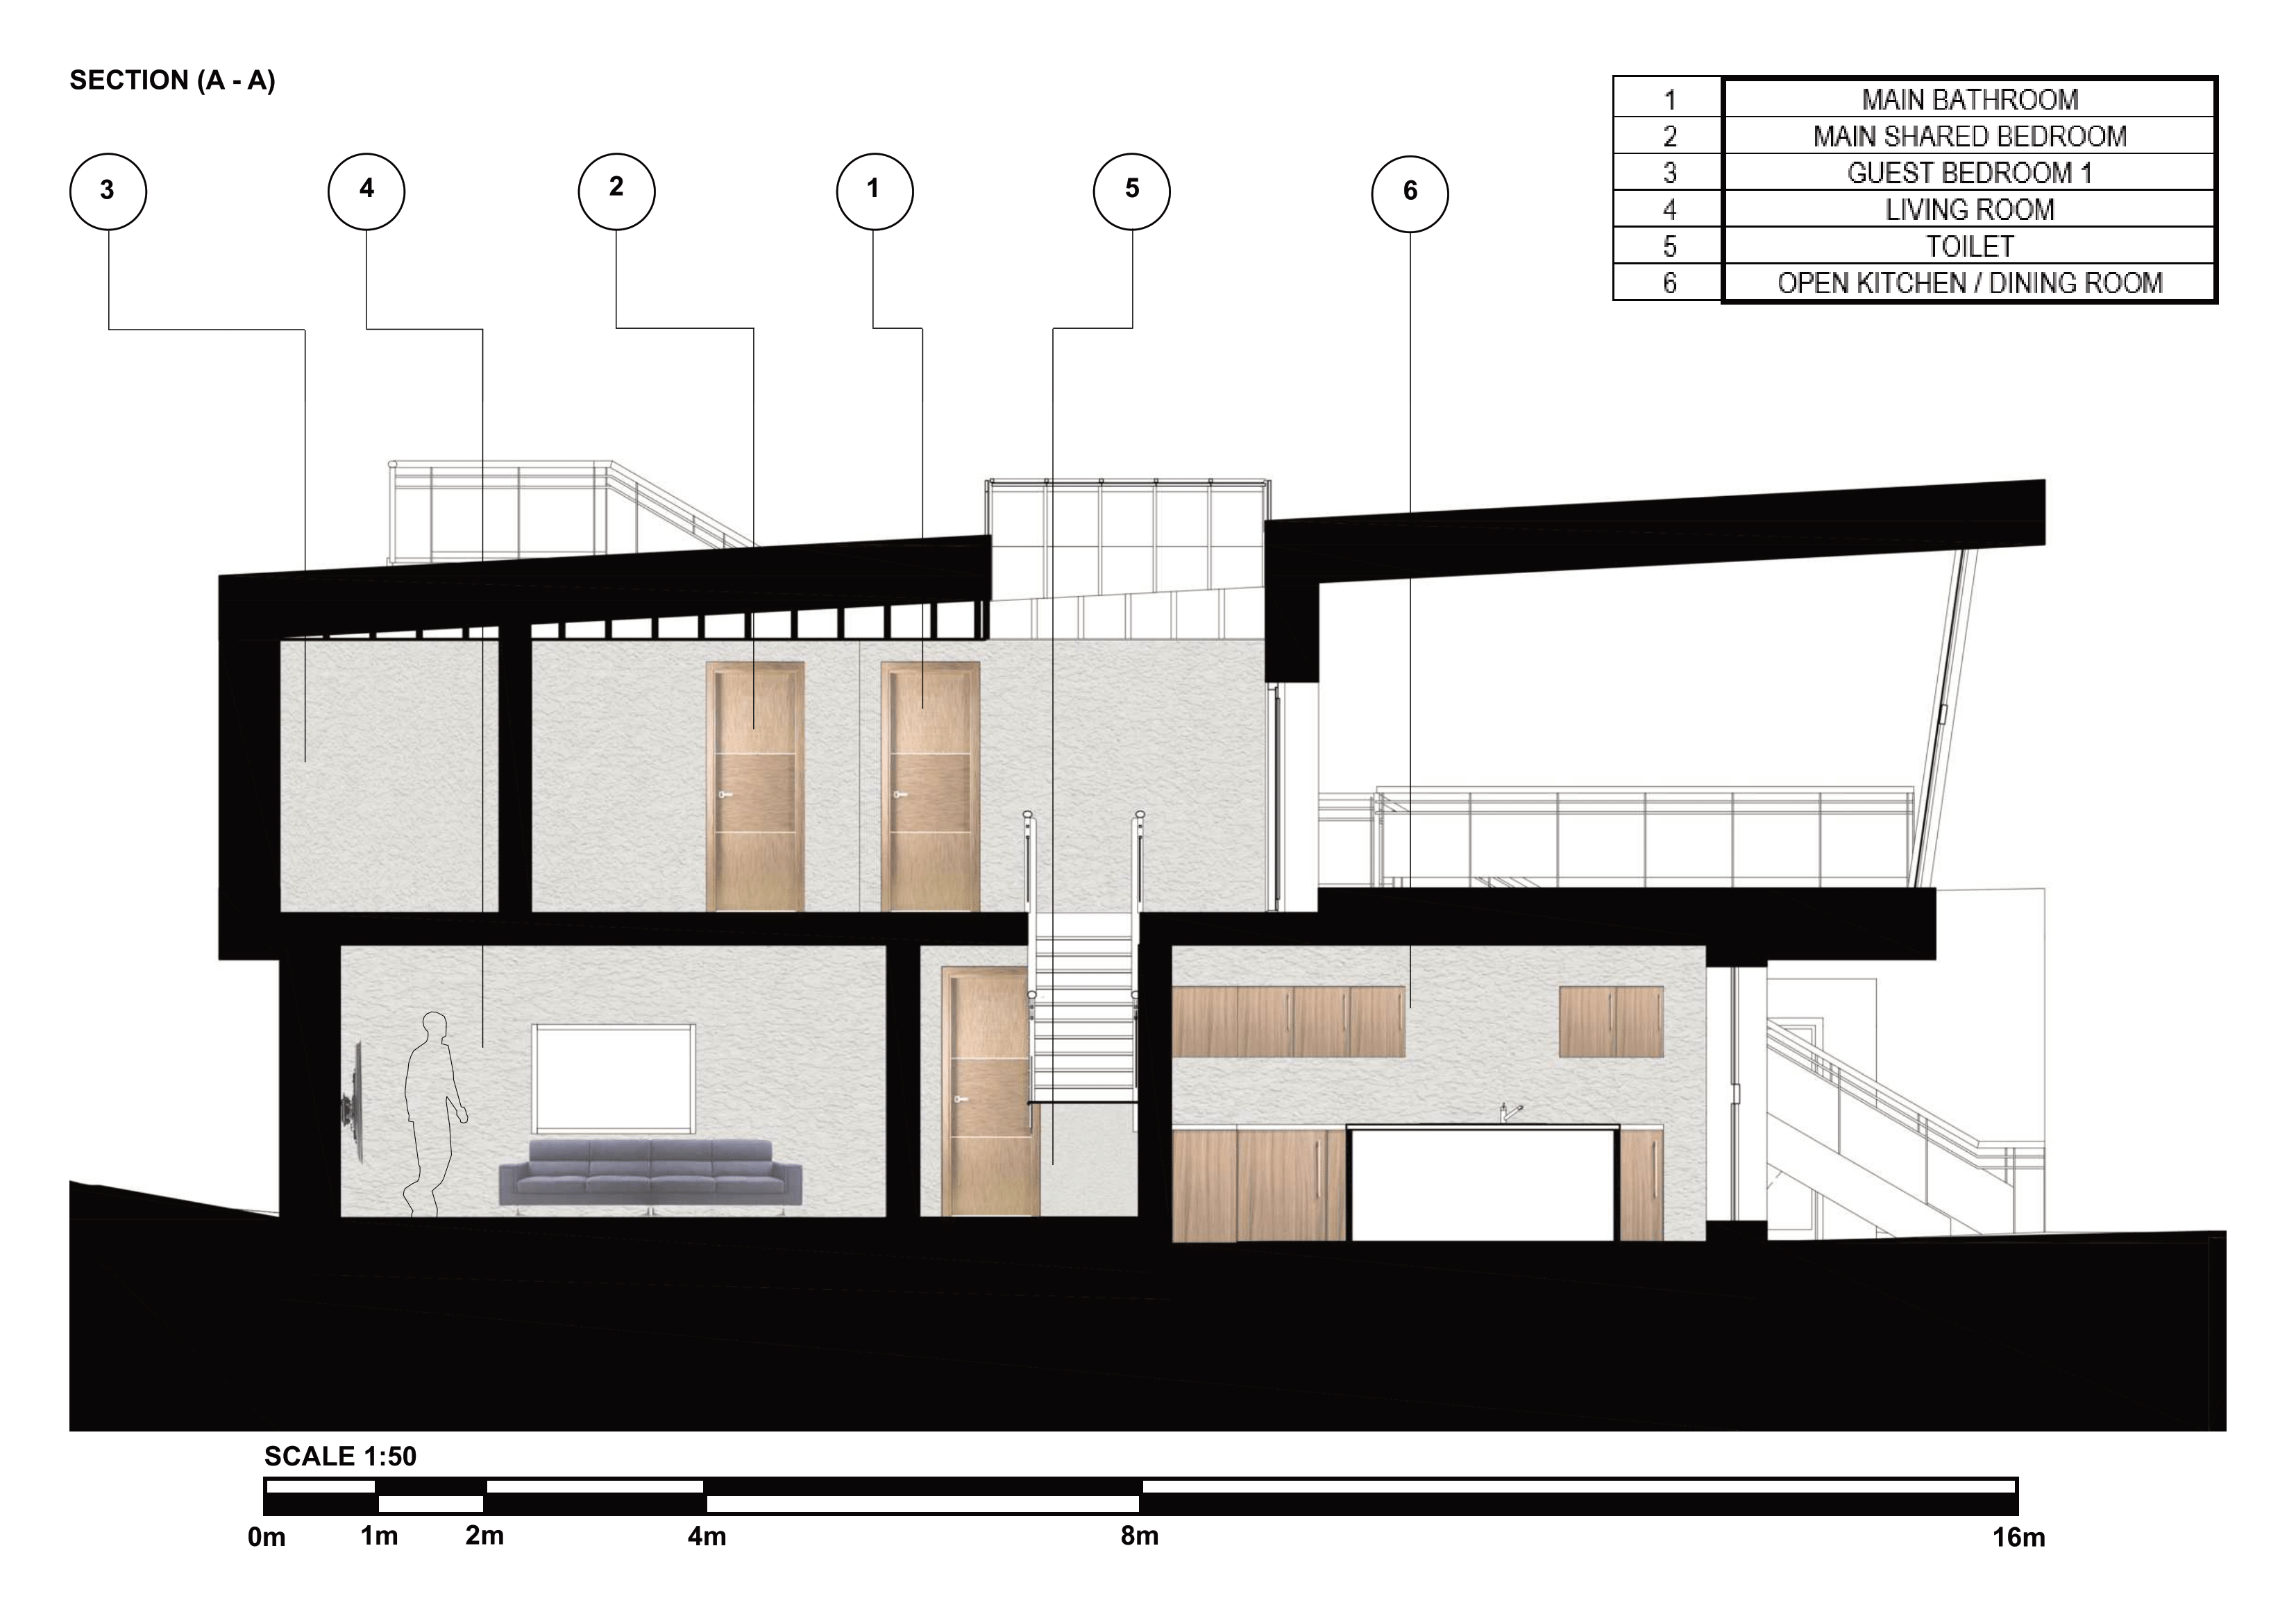 SECTION (A - A)
1 MAIN BATHROOM
2 MAIN SHARED BEDROOM
3 GUEST BEDROOM 1
4 LIVING ROOM
5 TOILET
6 OPEN KITCHEN / DINING ROOM
3 4 2 1 5 6
SCALE 1:50
0m 1m 2m 4m 8m 16m